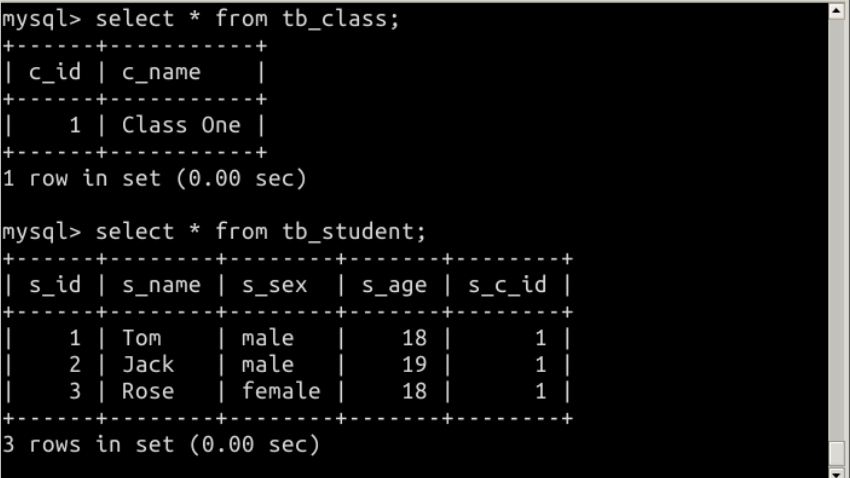 mysql> select * from tb_class;
+------+-----------+
| c_id | c_name    |
+------+-----------+
|    1 | Class One |
+------+-----------+
1 row in set (0.00 sec)

mysql> select * from tb_student;
+------+--------+--------+-------+--------+
| s_id | s_name | s_sex  | s_age | s_c_id |
+------+--------+--------+-------+--------+
|    1 | Tom    | male   |    18 |      1 |
|    2 | Jack   | male   |    19 |      1 |
|    3 | Rose   | female |    18 |      1 |
+------+--------+--------+-------+--------+
3 rows in set (0.00 sec)